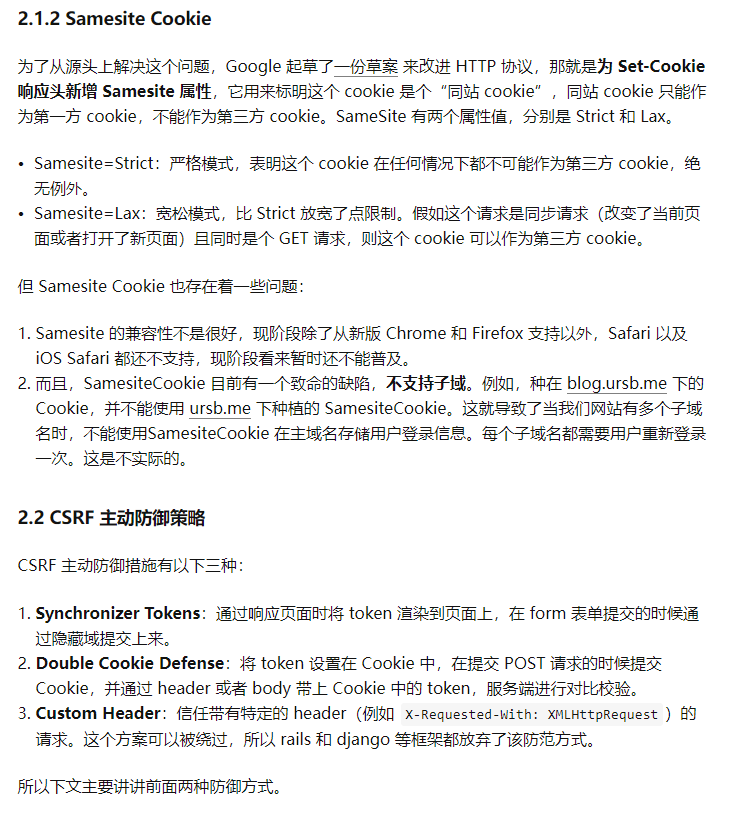 2.1.2 Samesite Cookie
为了从源头上解决这个问题，Google 起草了一份草案 来改进 HTTP 协议，那就是为 Set-Cookie
响应头新增 Samesite 属性，它用来标明这个 cookie 是个“同站 cookie”，同站 cookie 只能作
为第一方 cookie，不能作为第三方 cookie。SameSite 有两个属性值，分别是 Strict 和 Lax。
• Samesite=Strict：严格模式，表明这个 cookie 在任何情况下都不可能作为第三方 cookie，绝
无例外。
• Samesite=Lax：宽松模式，比 Strict 放宽了点限制。假如这个请求是同步请求（改变了当前页
面或者打开了新页面）且同时是个 GET 请求，则这个 cookie 可以作为第三方 cookie。
但 Samesite Cookie 也存在着一些问题：
1. Samesite 的兼容性不是很好，现阶段除了从新版 Chrome 和 Firefox 支持以外，Safari 以及
iOS Safari 都还不支持，现阶段看来暂时还不能普及。
2. 而且，SamesiteCookie 目前有一个致命的缺陷，不支持子域。例如，种在 blog.ursb.me 下的
Cookie，并不能使用 ursb.me 下种植的 SamesiteCookie。这就导致了当我们网站有多个子域
名时，不能使用SamesiteCookie 在主域名存储用户登录信息。每个子域名都需要用户重新登录
一次。这是不实际的。
2.2 CSRF 主动防御策略
CSRF 主动防御措施有以下三种：
1. Synchronizer Tokens：通过响应页面时将 token 渲染到页面上，在 form 表单提交的时候通
过隐藏域提交上来。
2. Double Cookie Defense：将 token 设置在 Cookie 中，在提交 POST 请求的时候提交
Cookie，并通过 header 或者 body 带上 Cookie 中的 token，服务端进行对比校验。
3. Custom Header：信任带有特定的 header（例如 X-Requested-With: XMLHttpRequest ）的
请求。这个方案可以被绕过，所以 rails 和 django 等框架都放弃了该防范方式。
所以下文主要讲讲前面两种防御方式。